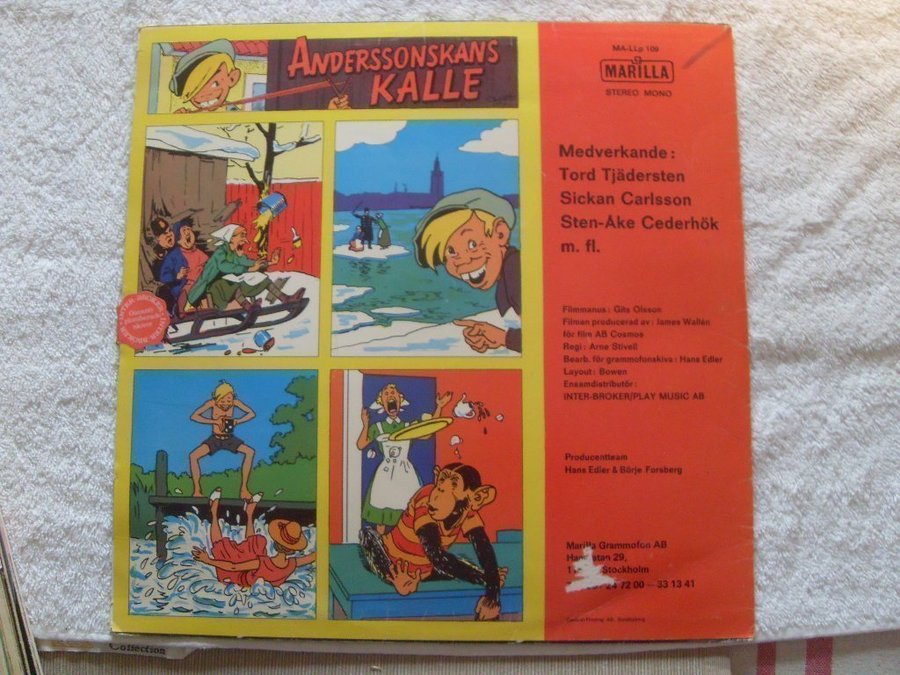 ANDERSSONSKANS
KALLE
MA-LLp 109
MARILLA
STEREO MONO
Medverkande:
Tord Tjädersten
Sickan Carlsson
Sten-Åke Cederhök
m. fl.
Filmmanus: Gits Olsson
Filmen producerad av: James Wallén
för film AB Cosmos
Regi: Arne Stivell
Bearb. för grammofonskiva: Hans Edler
Layout: Bowen
Ensamdistributör:
INTER-BROKER/PLAY MUSIC AB
Producentteam
Hans Edler & Börje Forsberg
Marilla Grammofon AB
29,
Stockholm
24 72 00 – 33 13 41
INTER-BROKER
Collection